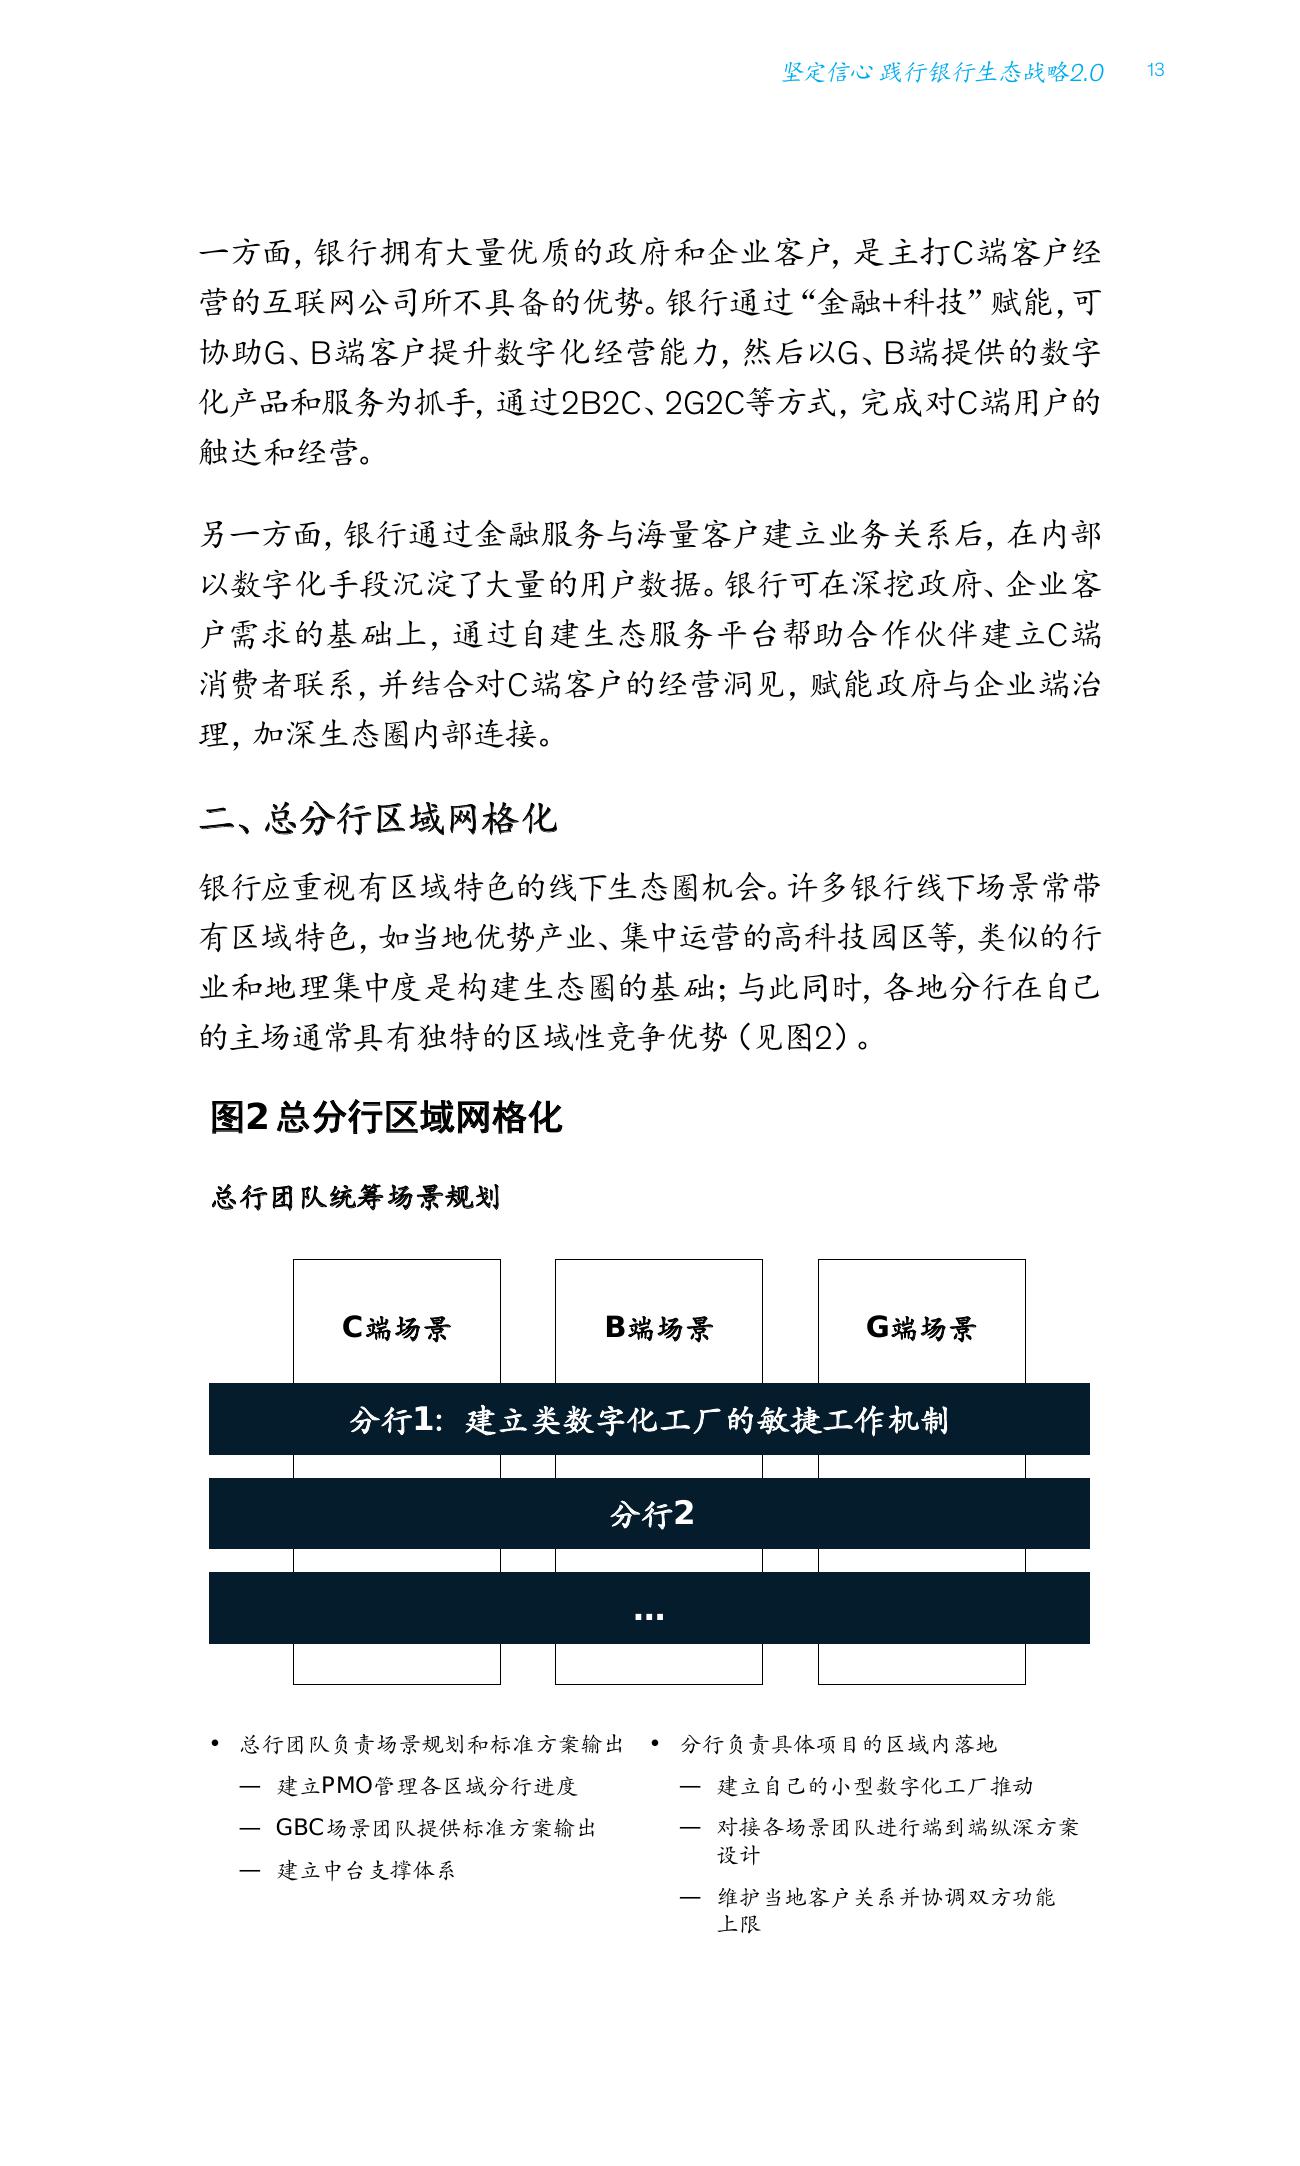 坚定信心 践行银行生态战略2.0 13
一方面，银行拥有大量优质的政府和企业客户，是主打C端客户经
营的互联网公司所不具备的优势。银行通过“金融+科技”赋能，可
协助G、B端客户提升数字化经营能力，然后以G、B端提供的数字
化产品和服务为抓手，通过2B2C、2G2C等方式，完成对C端用户的
触达和经营。
另一方面，银行通过金融服务与海量客户建立业务关系后，在内部
以数字化手段沉淀了大量的用户数据。银行可在深挖政府、企业客
户需求的基础上，通过自建生态服务平台帮助合作伙伴建立C端
消费者联系，并结合对C端客户的经营洞见，赋能政府与企业端治
理，加深生态圈内部连接。
二、总分行区域网格化
银行应重视有区域特色的线下生态圈机会。许多银行线下场景常带
有区域特色，如当地优势产业、集中运营的高科技园区等，类似的行
业和地理集中度是构建生态圈的基础；与此同时，各地分行在自己
的主场通常具有独特的区域性竞争优势（见图2）。
图2 总分行区域网格化
总行团队统筹场景规划
C端场景
B端场景
G端场景
分行1：建立类数字化工厂的敏捷工作机制
分行2
...
• 总行团队负责场景规划和标准方案输出
— 建立PMO管理各区域分行进度
— GBC场景团队提供标准方案输出
— 建立中台支撑体系
• 分行负责具体项目的区域内落地
— 建立自己的小型数字化工厂推动
— 对接各场景团队进行端到端纵深方案
设计
— 维护当地客户关系并协调双方功能
上限